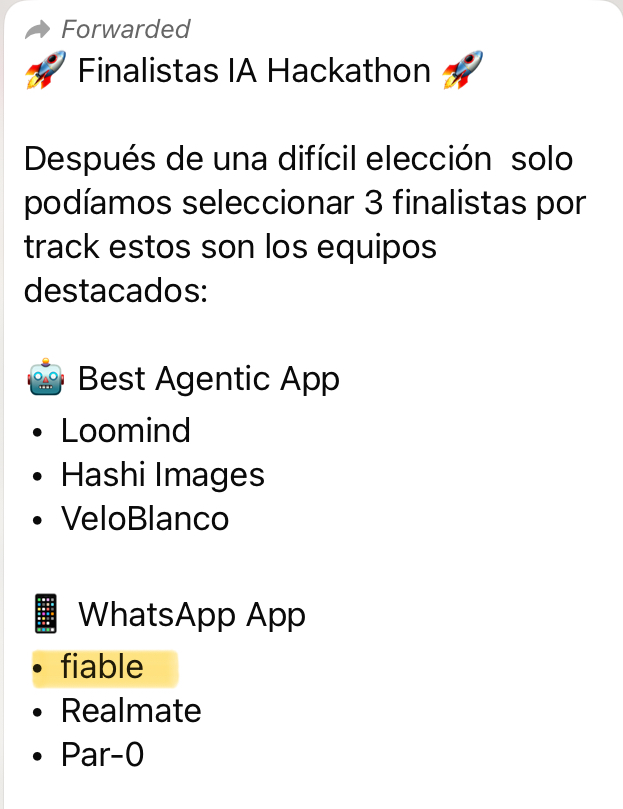 Forwarded
🚀 Finalistas IA Hackathon 🚀
Después de una difícil elección  solo
podíamos seleccionar 3 finalistas por
track estos son los equipos
destacados:
🤖 Best Agentic App
• Loomind
• Hashi Images
• VeloBlanco
📱 WhatsApp App
• fiable
• Realmate
• Par-0